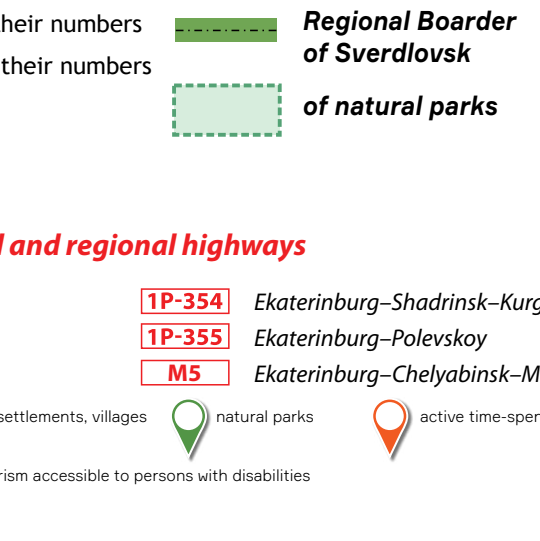 their numbers
their numbers
Regional Boarder
of Sverdlovsk
of natural parks
and regional highways
1P-354 Ekaterinburg–Shadrinsk–Kurg
1P-355 Ekaterinburg–Polevskoy
M5 Ekaterinburg–Chelyabinsk–M
settlements, villages natural parks active time-spen
rism accessible to persons with disabilities